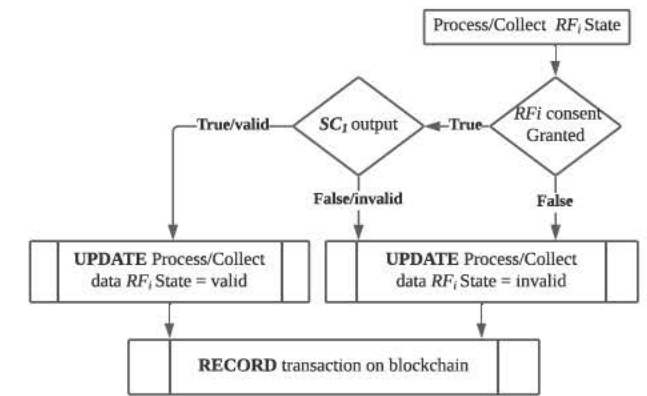 Process/Collect RFi State
RFi consent
Granted
True
SC1 output
True/valid
False/invalid
False
UPDATE Process/Collect
data RFi State = valid
UPDATE Process/Collect
data RFi State = invalid
RECORD transaction on blockchain